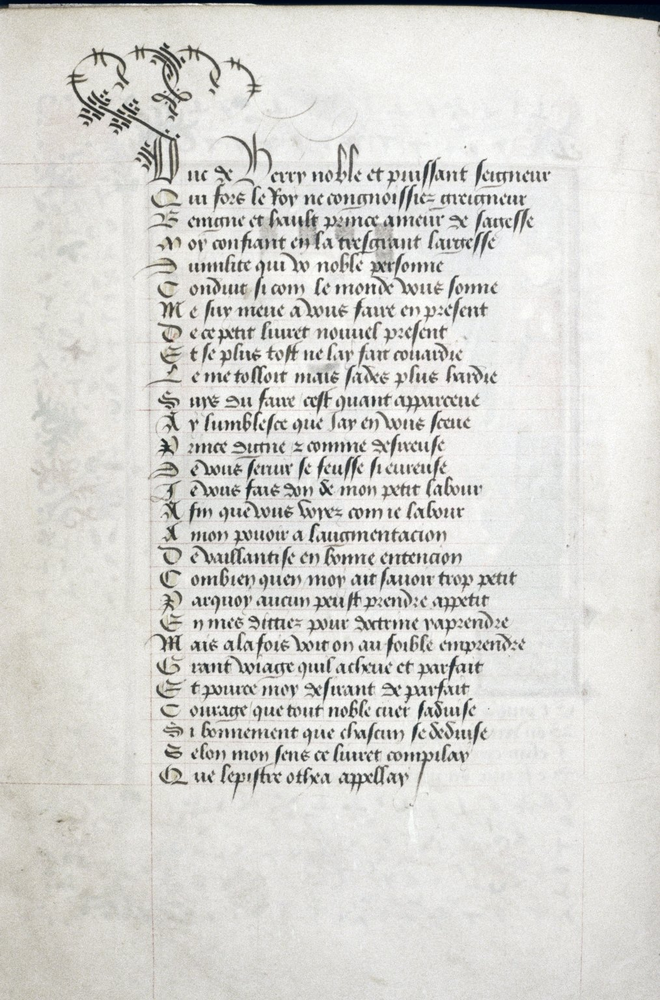 Duc de Berry noble et puissant seigneur
Qui fors le Roy ne congnoissiez greigneur
Benigne et hault prince ameur de sagesse
Moy confiant en la tresgrant largesse
Dumilite qui vo noble personne
Conduit si com le monde vous sonne
Me suy meue a vous faire en present
De ce petit liuret nouuel present
Et se plus tost ne lay fait couardie
Le me tolloit mais sades plus hardie
Suys du faire / cest quant apparceue
Ay lumblesce que Jay en vous sceue
Prince digne et comme desireuse
De vous seruir se feusse si eureuse
Je vous fais don de mon petit labour
Afin que vous voyez com ie labour
A mon pouoir a laugmentacion
De vaillantise en bonne entencion
Combien quen moy ait sauoir trop petit
Parquoy aucun peust prendre appetit
En mes dittiez pour doctrine yaprendre
Mais a la fois voit on au foible emprendre
Grant voiage quil acheue et parfait
Et pource moy desirant de parfait
Courage / que tout noble cuer saduise
Si bonnement que chascun se deduise
Selon mon sens ce liuret compilay
Que lepistre othea appellay